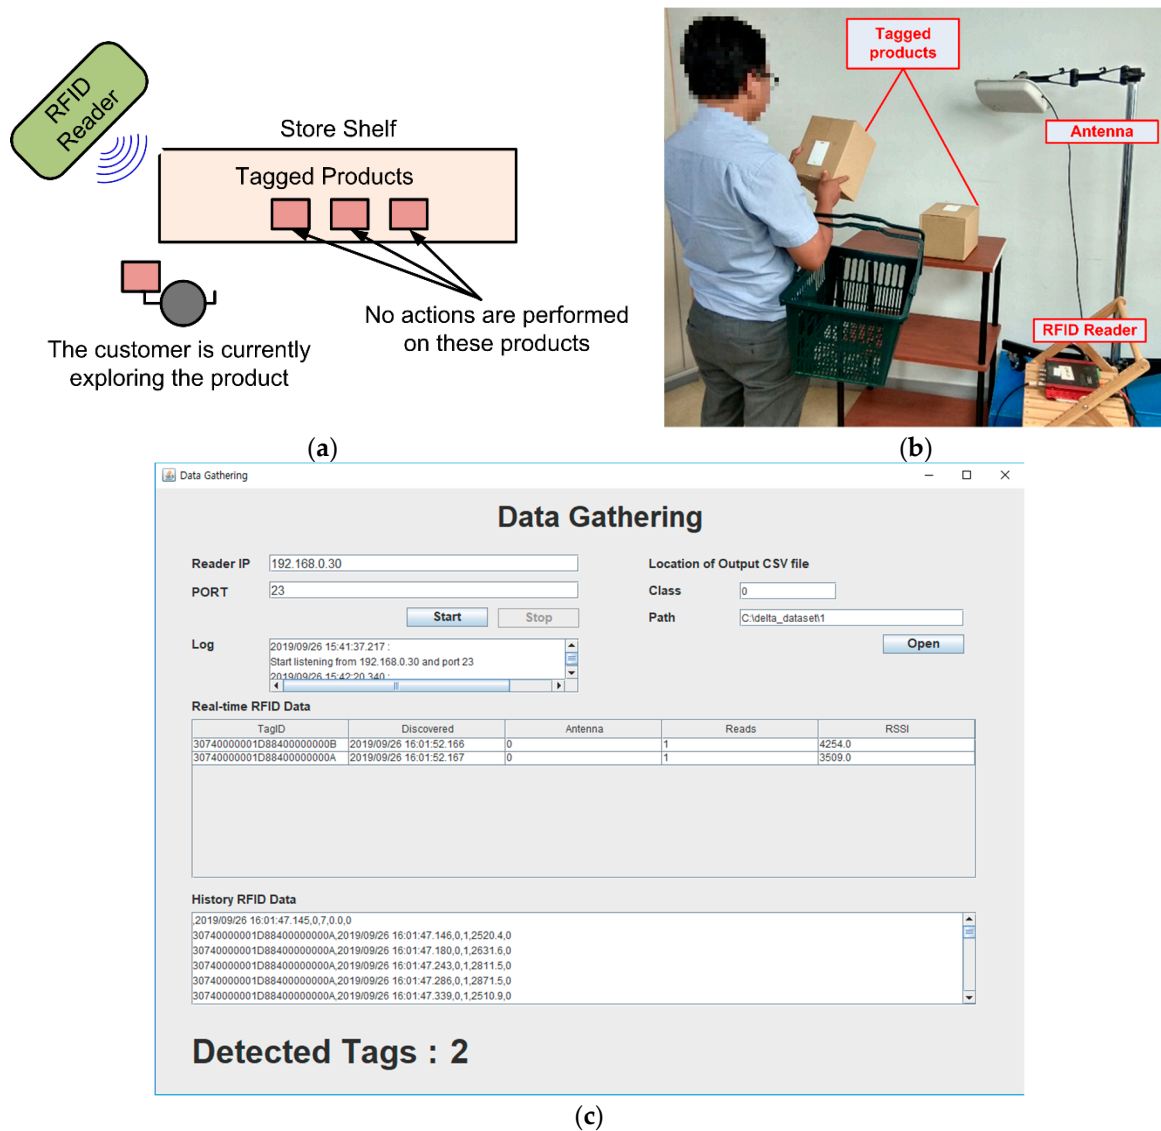 RFID
Reader
Store Shelf
Tagged Products
No actions are performed
on these products
The customer is currently
exploring the product
(a)
Tagged
products
Antenna
RFID Reader
(b)
Data Gathering
Data Gathering
Reader IP
192.168.0.30
PORT
23
Start
Stop
Log
2019/09/26 15:41:37.217 :
Start listening from 192.168.0.30 and port 23
2019/09/26 15:42:20.340 :
Location of Output CSV file
Class
0
Path
C:\delta_dataset\1
Open
Real-time RFID Data
TagID Discovered Antenna Reads RSSI
30740000001D88400000000B 2019/09/26 16:01:52.166 0 1 4254.0
30740000001D88400000000A 2019/09/26 16:01:52.167 0 1 3509.0
History RFID Data
,2019/09/26 16:01:47.145,0,7,0.0,0
30740000001D88400000000A,2019/09/26 16:01:47.146,0,1,2520.4,0
30740000001D88400000000A,2019/09/26 16:01:47.180,0,1,2631.6,0
30740000001D88400000000A,2019/09/26 16:01:47.243,0,1,2811.5,0
30740000001D88400000000A,2019/09/26 16:01:47.286,0,1,2871.5,0
30740000001D88400000000A,2019/09/26 16:01:47.339,0,1,2510.9,0
Detected Tags : 2
(c)